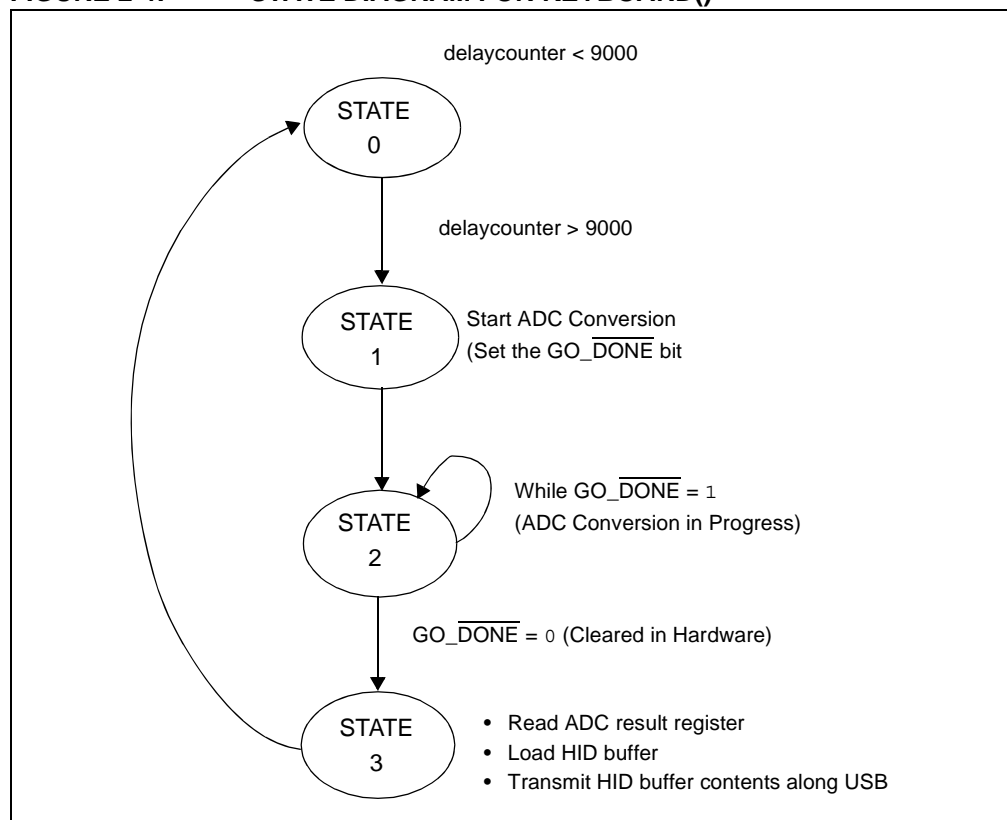 delaycounter < 9000
STATE
0
delaycounter > 9000
STATE
1
Start ADC Conversion
(Set the GO_DONE bit
STATE
2
While GO_DONE = 1
(ADC Conversion in Progress)
GO_DONE = 0 (Cleared in Hardware)
STATE
3
• Read ADC result register
• Load HID buffer
• Transmit HID buffer contents along USB